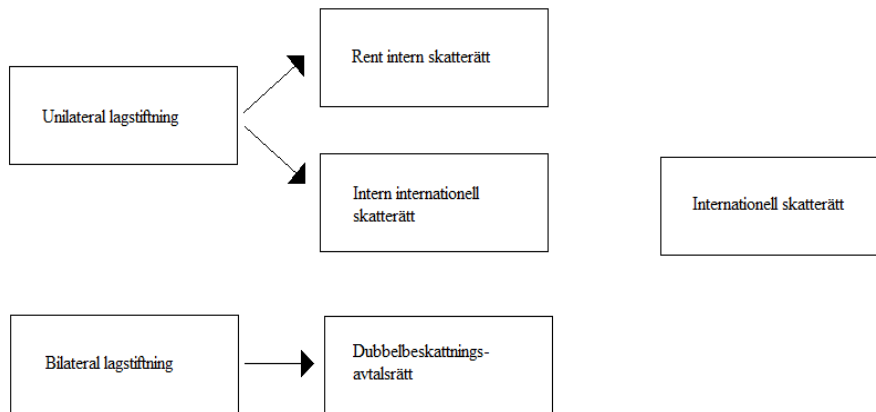 Rent intern skatterätt
Unilateral lagstiftning
Intern internationell
skatterätt
Internationell skatterätt
Bilateral lagstiftning
Dubbelbeskattnings-
avtalsrätt